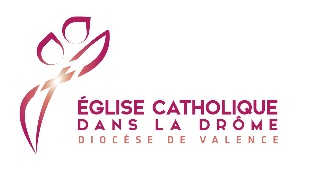 ÉGLISE CATHOLIQUE
DANS LA DRÔME
DIOCÈSE DE VALENCE